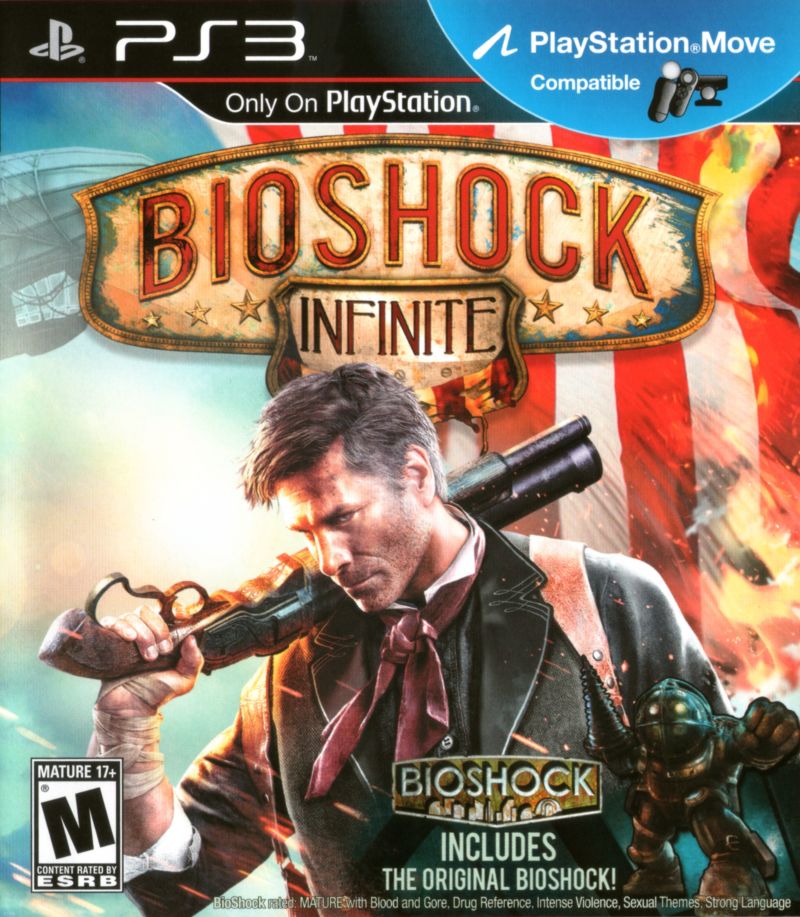 PS3
PlayStation®Move
Compatible
Only On PlayStation®
BIOSHOCK
INFINITE
BIOSHOCK
INCLUDES
THE ORIGINAL BIOSHOCK!
MATURE 17+
M
CONTENT RATED BY
ESRB
BioShock rated: MATURE with Blood and Gore, Drug Reference, Intense Violence, Sexual Themes, Strong Language